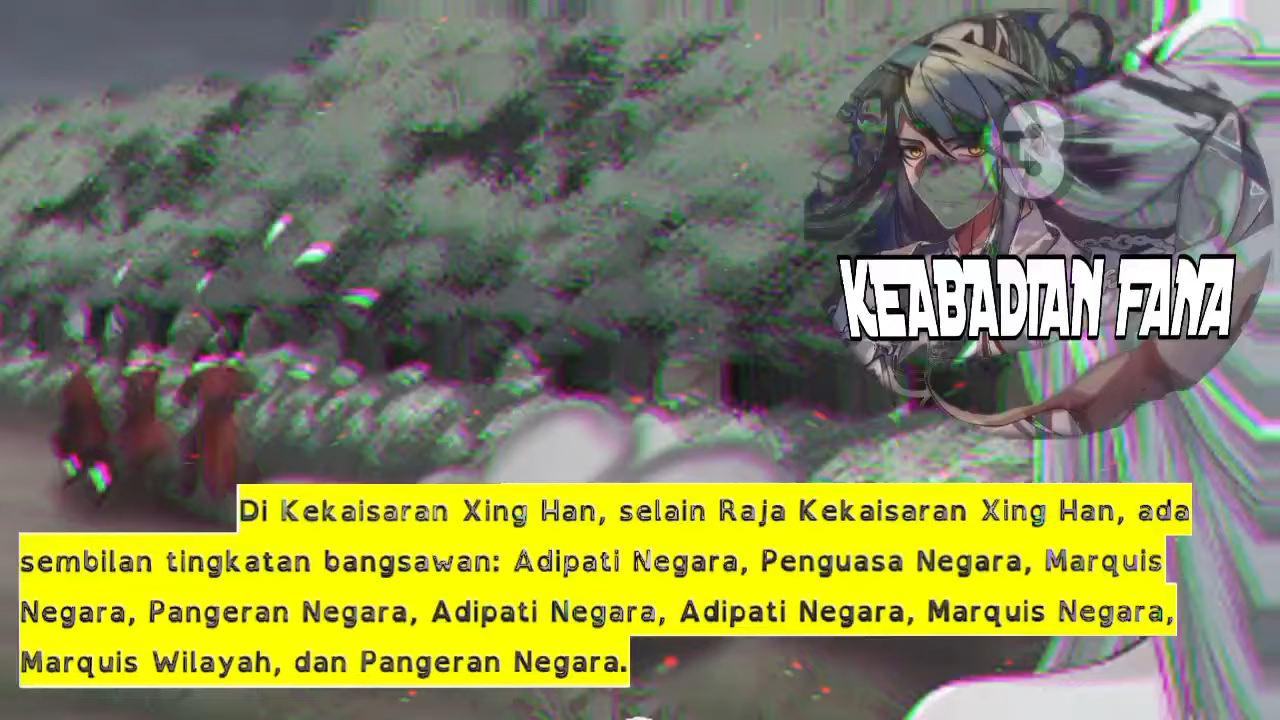 3
KEABADIAN FANA
Di Kekaisaran Xing Han, selain Raja Kekaisaran Xing Han, ada
sembilan tingkatan bangsawan: Adipati Negara, Penguasa Negara, Marquis
Negara, Pangeran Negara, Adipati Negara, Adipati Negara, Marquis Negara,
Marquis Wilayah, dan Pangeran Negara.